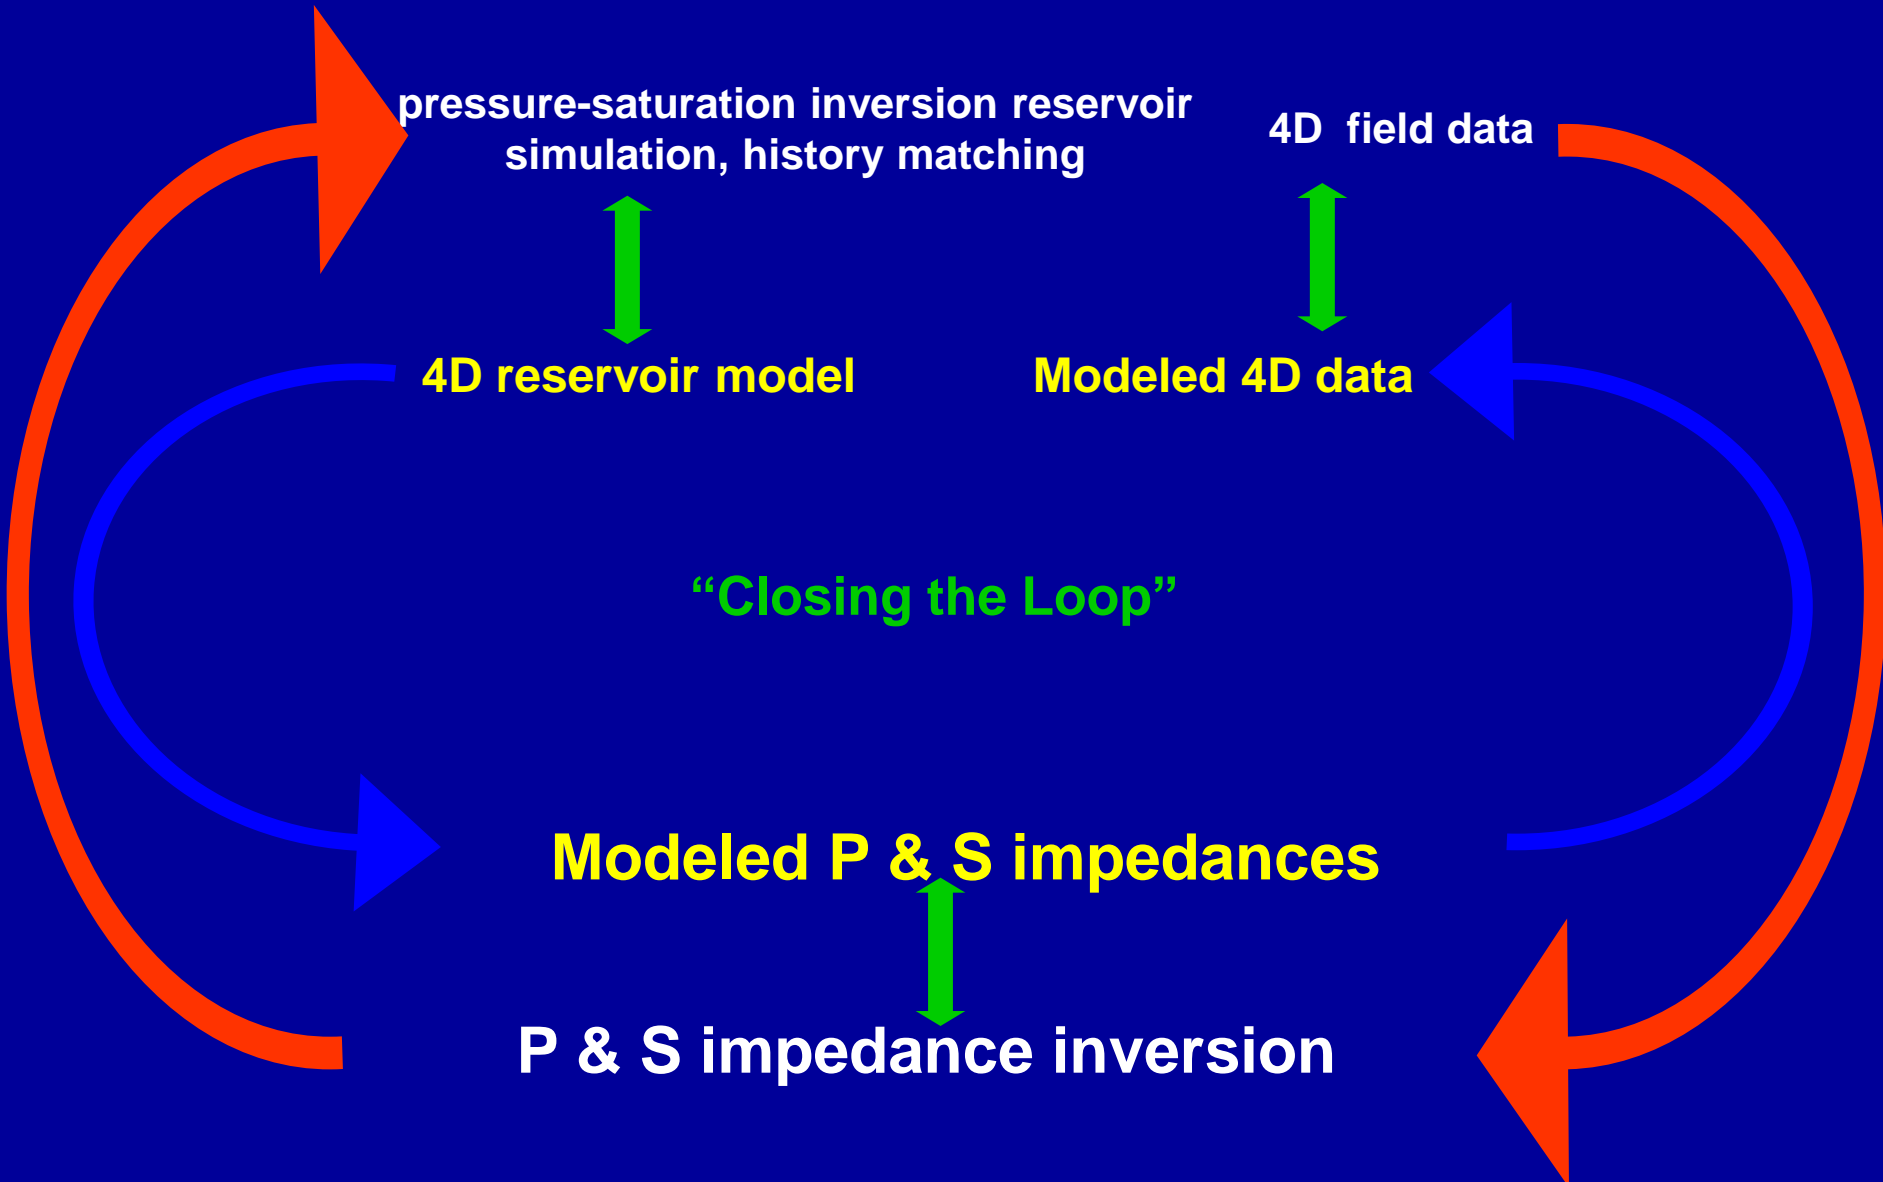 pressure-saturation inversion reservoir
simulation, history matching
4D field data
4D reservoir model
Modeled 4D data
“Closing the Loop”
Modeled P & S impedances
P & S impedance inversion